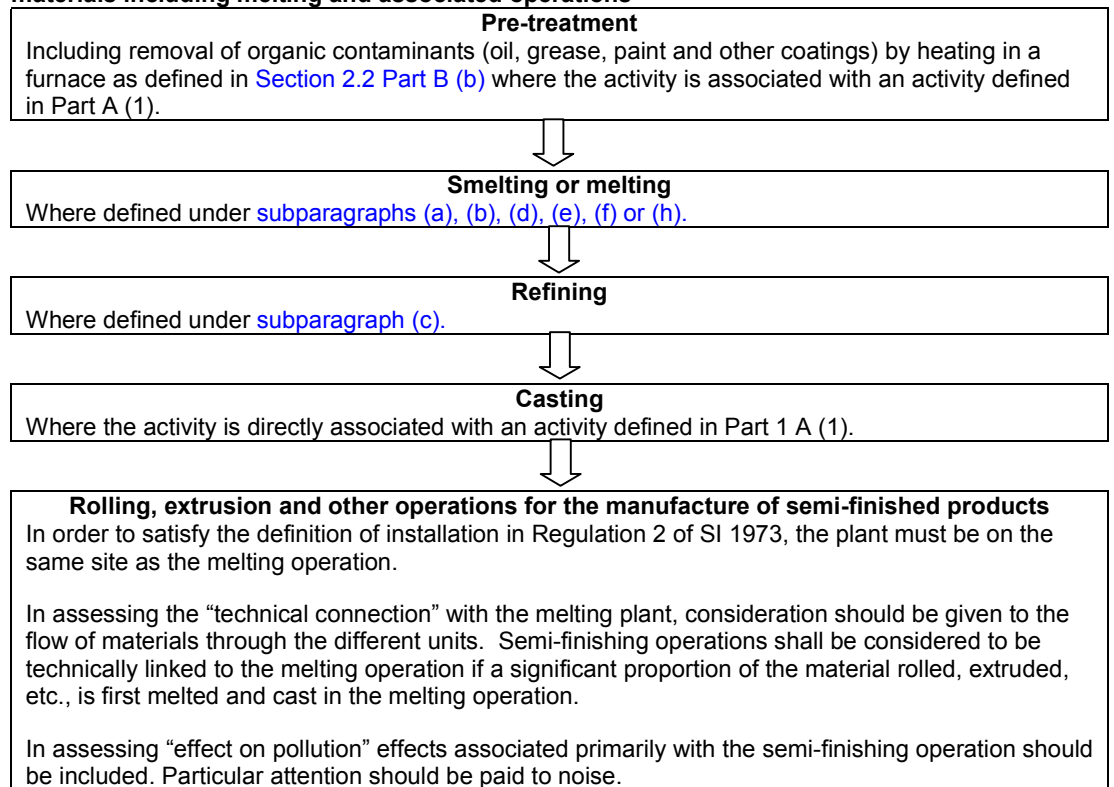 materials including melting and associated operations
Pre-treatment
Including removal of organic contaminants (oil, grease, paint and other coatings) by heating in a
furnace as defined in Section 2.2 Part B (b) where the activity is associated with an activity defined
in Part A (1).
Smelting or melting
Where defined under subparagraphs (a), (b), (d), (e), (f) or (h).
Refining
Where defined under subparagraph (c).
Casting
Where the activity is directly associated with an activity defined in Part 1 A (1).
Rolling, extrusion and other operations for the manufacture of semi-finished products
In order to satisfy the definition of installation in Regulation 2 of SI 1973, the plant must be on the
same site as the melting operation.
In assessing the “technical connection” with the melting plant, consideration should be given to the
flow of materials through the different units.  Semi-finishing operations shall be considered to be
technically linked to the melting operation if a significant proportion of the material rolled, extruded,
etc., is first melted and cast in the melting operation.
In assessing “effect on pollution” effects associated primarily with the semi-finishing operation should
be included. Particular attention should be paid to noise.